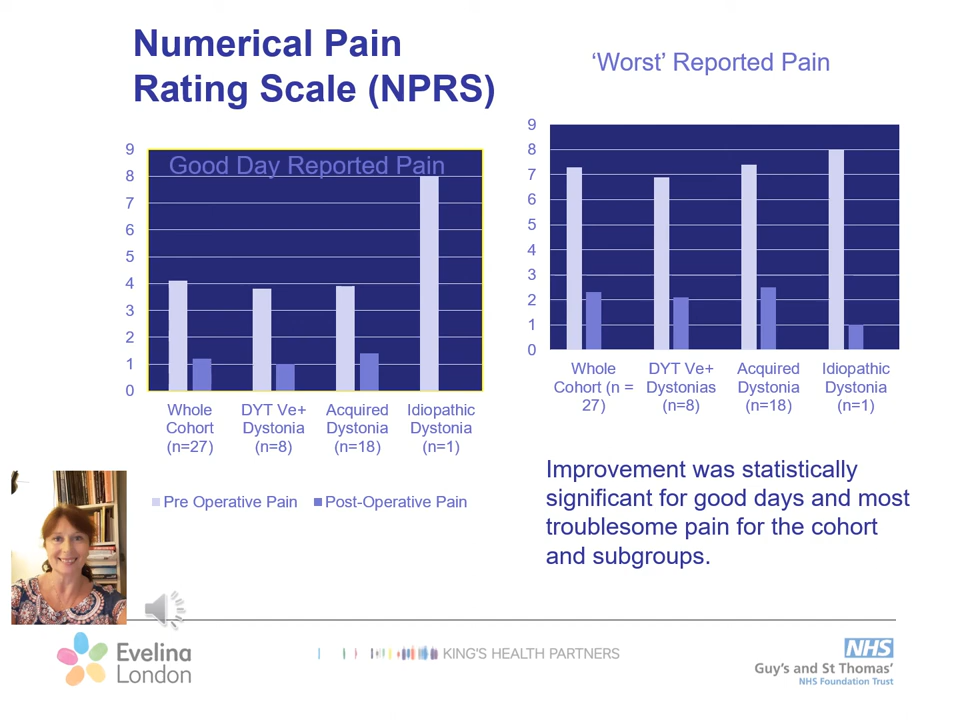 Numerical Pain
Rating Scale (NPRS)
‘Worst’ Reported Pain
Good Day Reported Pain
9
8
7
6
5
4
3
2
1
0
Whole
Cohort
(n=27)
DYT Ve+
Dystonia
(n=8)
Acquired
Dystonia
(n=18)
Idiopathic
Dystonia
(n=1)
Pre Operative Pain
Post-Operative Pain
9
8
7
6
5
4
3
2
1
0
Whole
Cohort (n =
27)
DYT Ve+
Dystonias
(n=8)
Acquired
Dystonia
(n=18)
Idiopathic
Dystonia
(n=1)
Improvement was statistically
significant for good days and most
troublesome pain for the cohort
and subgroups.
Evelina
London
KING'S HEALTH PARTNERS
NHS
Guy's and St Thomas'
NHS Foundation Trust